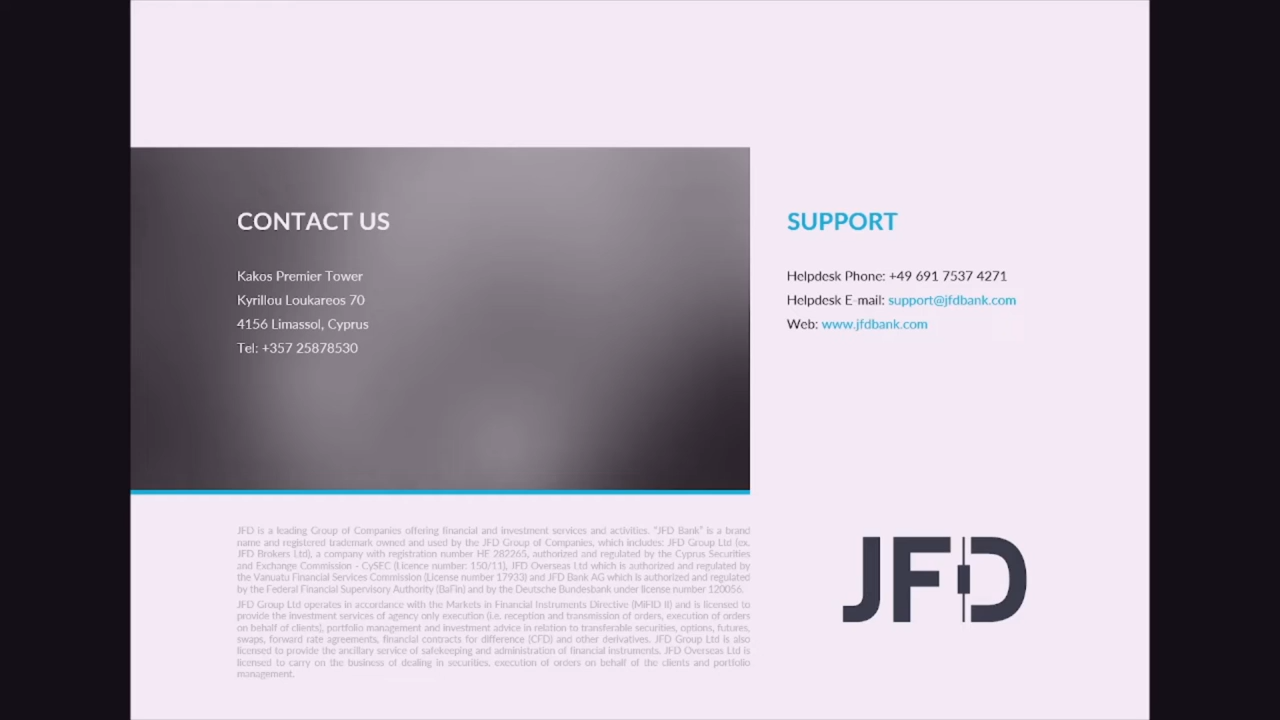 CONTACT US
Kakos Premier Tower
Kyrillou Loukareos 70
4156 Limassol, Cyprus
Tel: +357 25878530
SUPPORT
Helpdesk Phone: +49 691 7537 4271
Helpdesk E-mail: support@jfdbank.com
Web: www.jfdbank.com
JFD is a leading Group of Companies offering financial and investment services and activities. "JFD Bank" is a brand
name and registered trademark owned and used by the JFD Group of Companies, which includes: JFD Group Ltd (ex.
JFD Brokers Ltd), a company with registration number HE 282265, authorized and regulated by the Cyprus Securities
and Exchange Commission - CySEC (Licence number: 150/11), JFD Overseas Ltd which is authorized and regulated by
the Vanuatu Financial Services Commission (License number 17933) and JFD Bank AG which is authorized and regulated
by the Federal Financial Supervisory Authority (BaFin) and by the Deutsche Bundesbank under license number 120056.
JFD Group Ltd operates in accordance with the Markets in Financial Instruments Directive (MiFID II) and is licensed to
provide the investment services of agency only execution (i.e. reception and transmission of orders, execution of orders
on behalf of clients), portfolio management and investment advice in relation to transferable securities, options, futures,
swaps, forward rate agreements, financial contracts for difference (CFD) and other derivatives. JFD Group Ltd is also
licensed to provide the ancillary service of safekeeping and administration of financial instruments. JFD Overseas Ltd is
licensed to carry on the business of dealing in securities, execution of orders on behalf of the clients and portfolio
management.
JFD